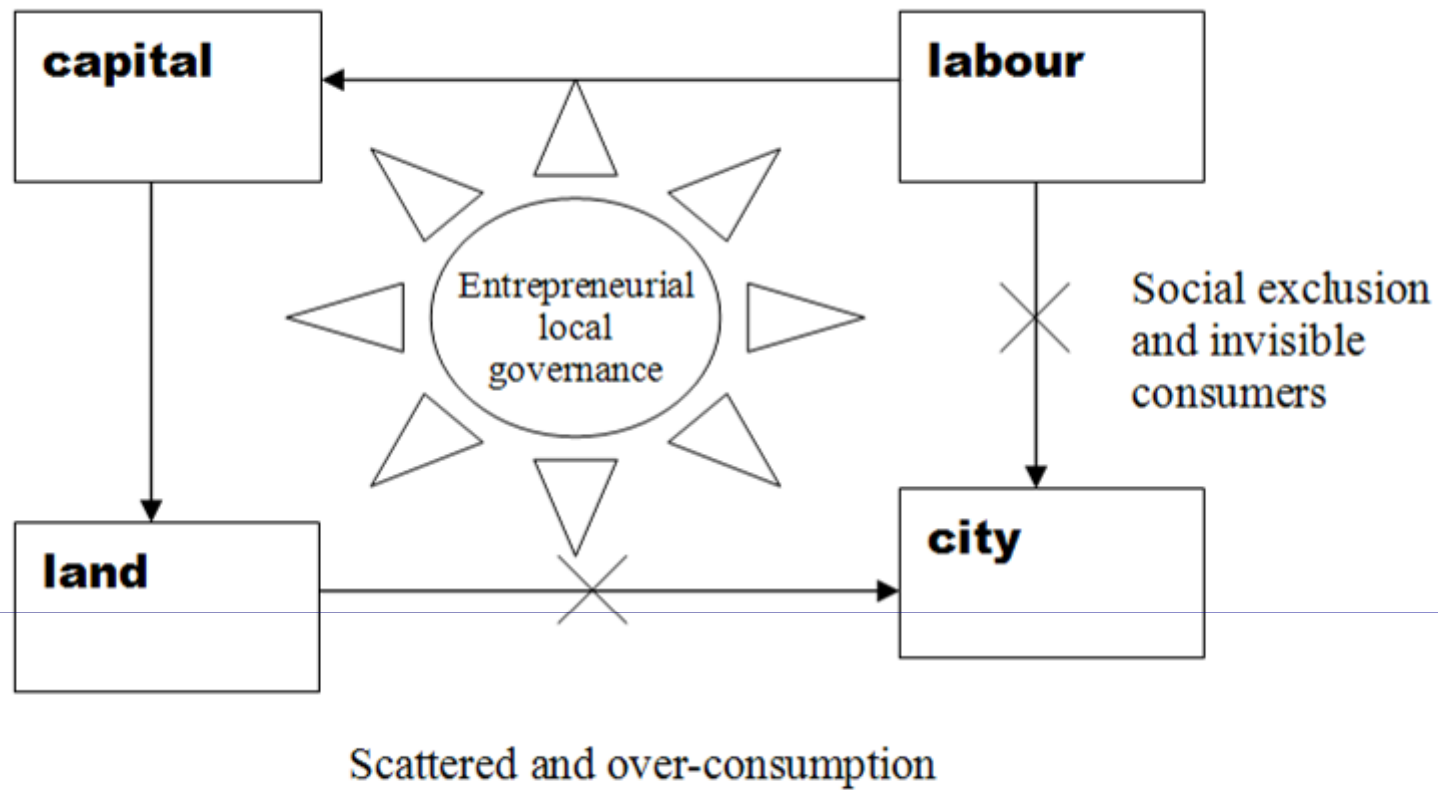 capital
labour
Entrepreneurial
local
governance
Social exclusion
and invisible
consumers
land
city
Scattered and over-consumption